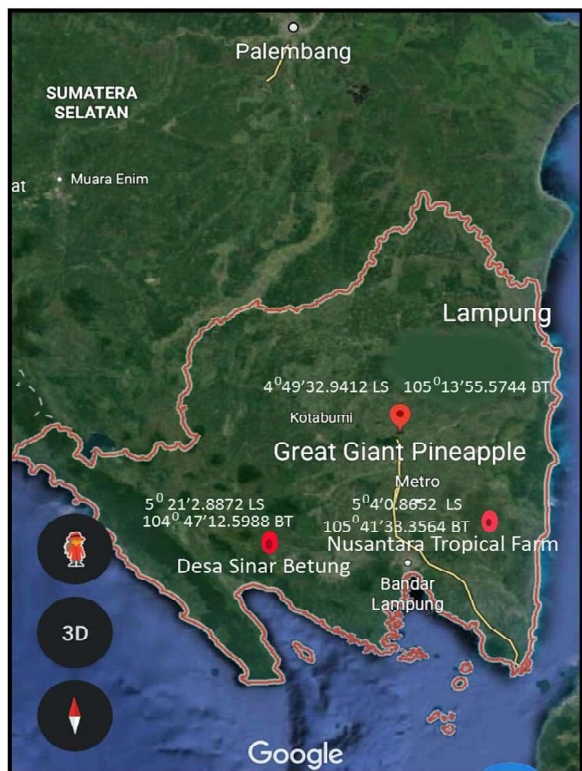 Palembang
SUMATERA
SELATAN
Muara Enim
at
Lampung
4⁰49’32.9412 LS 105⁰13’55.5744 BT
Kotabumi
Great Giant Pineapple
Metro
5⁰ 21’2.8872 LS
104⁰ 47’12.5988 BT
5⁰4’0.8652 LS
105⁰41’33.3564 BT
Nusantara Tropical Farm
Desa Sinar Betung
Bandar
Lampung
3D
Google